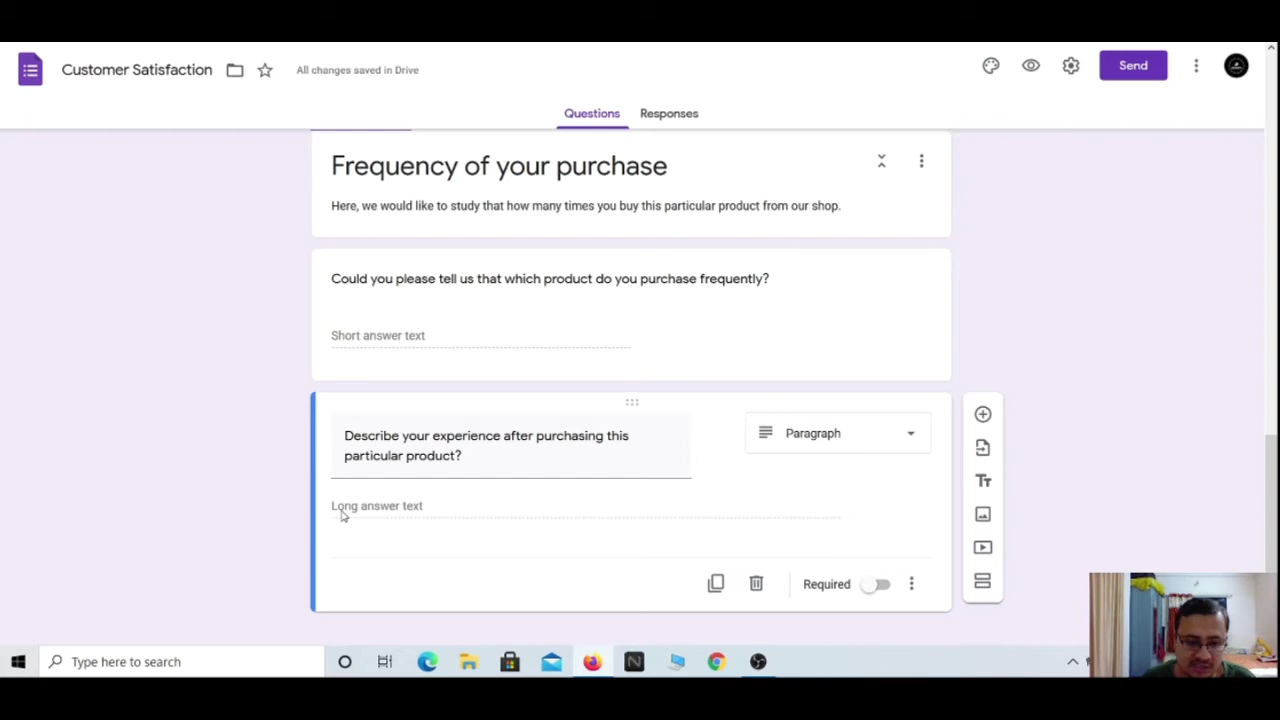 Customer Satisfaction
All changes saved in Drive
Send
Questions
Responses
Frequency of your purchase
Here, we would like to study that how many times you buy this particular product from our shop.
Could you please tell us that which product do you purchase frequently?
Short answer text
Describe your experience after purchasing this
particular product?
Paragraph
Long answer text
Required
Type here to search